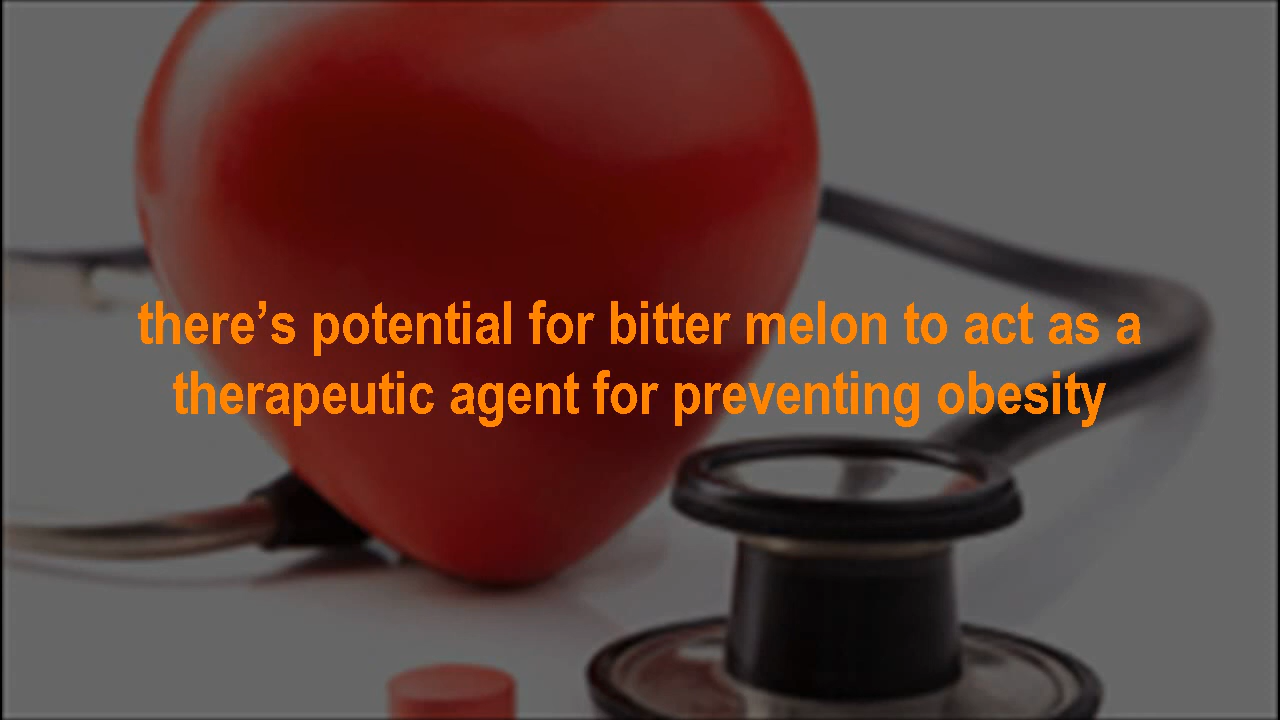 there’s potential for bitter melon to act as a
therapeutic agent for preventing obesity